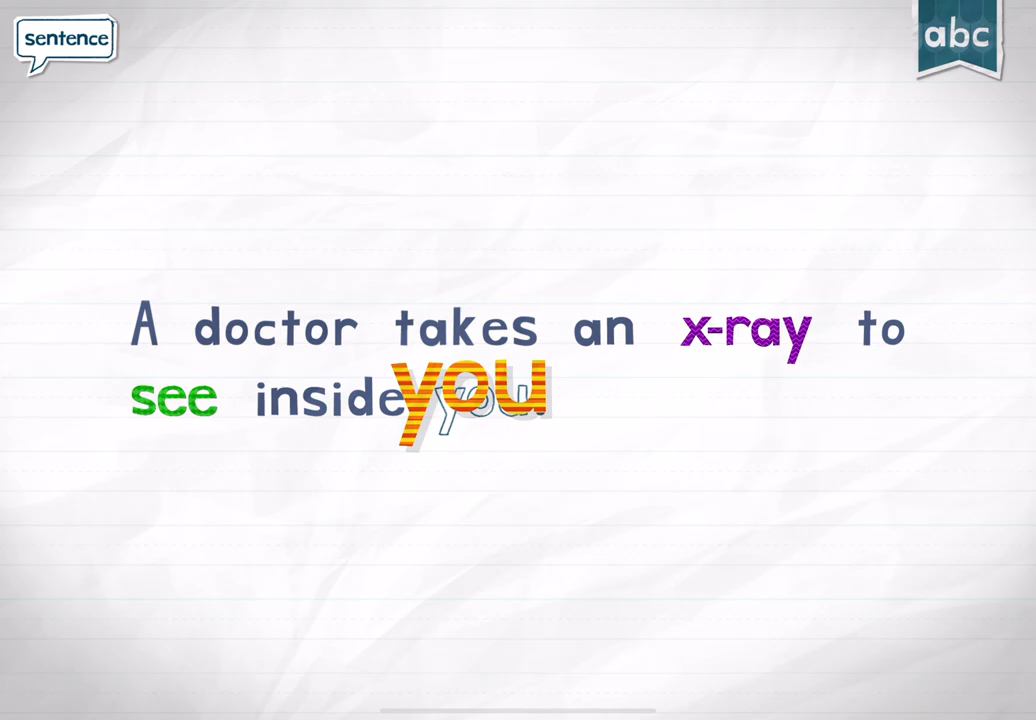 sentence
abc
A doctor takes an x-ray to
see inside you.